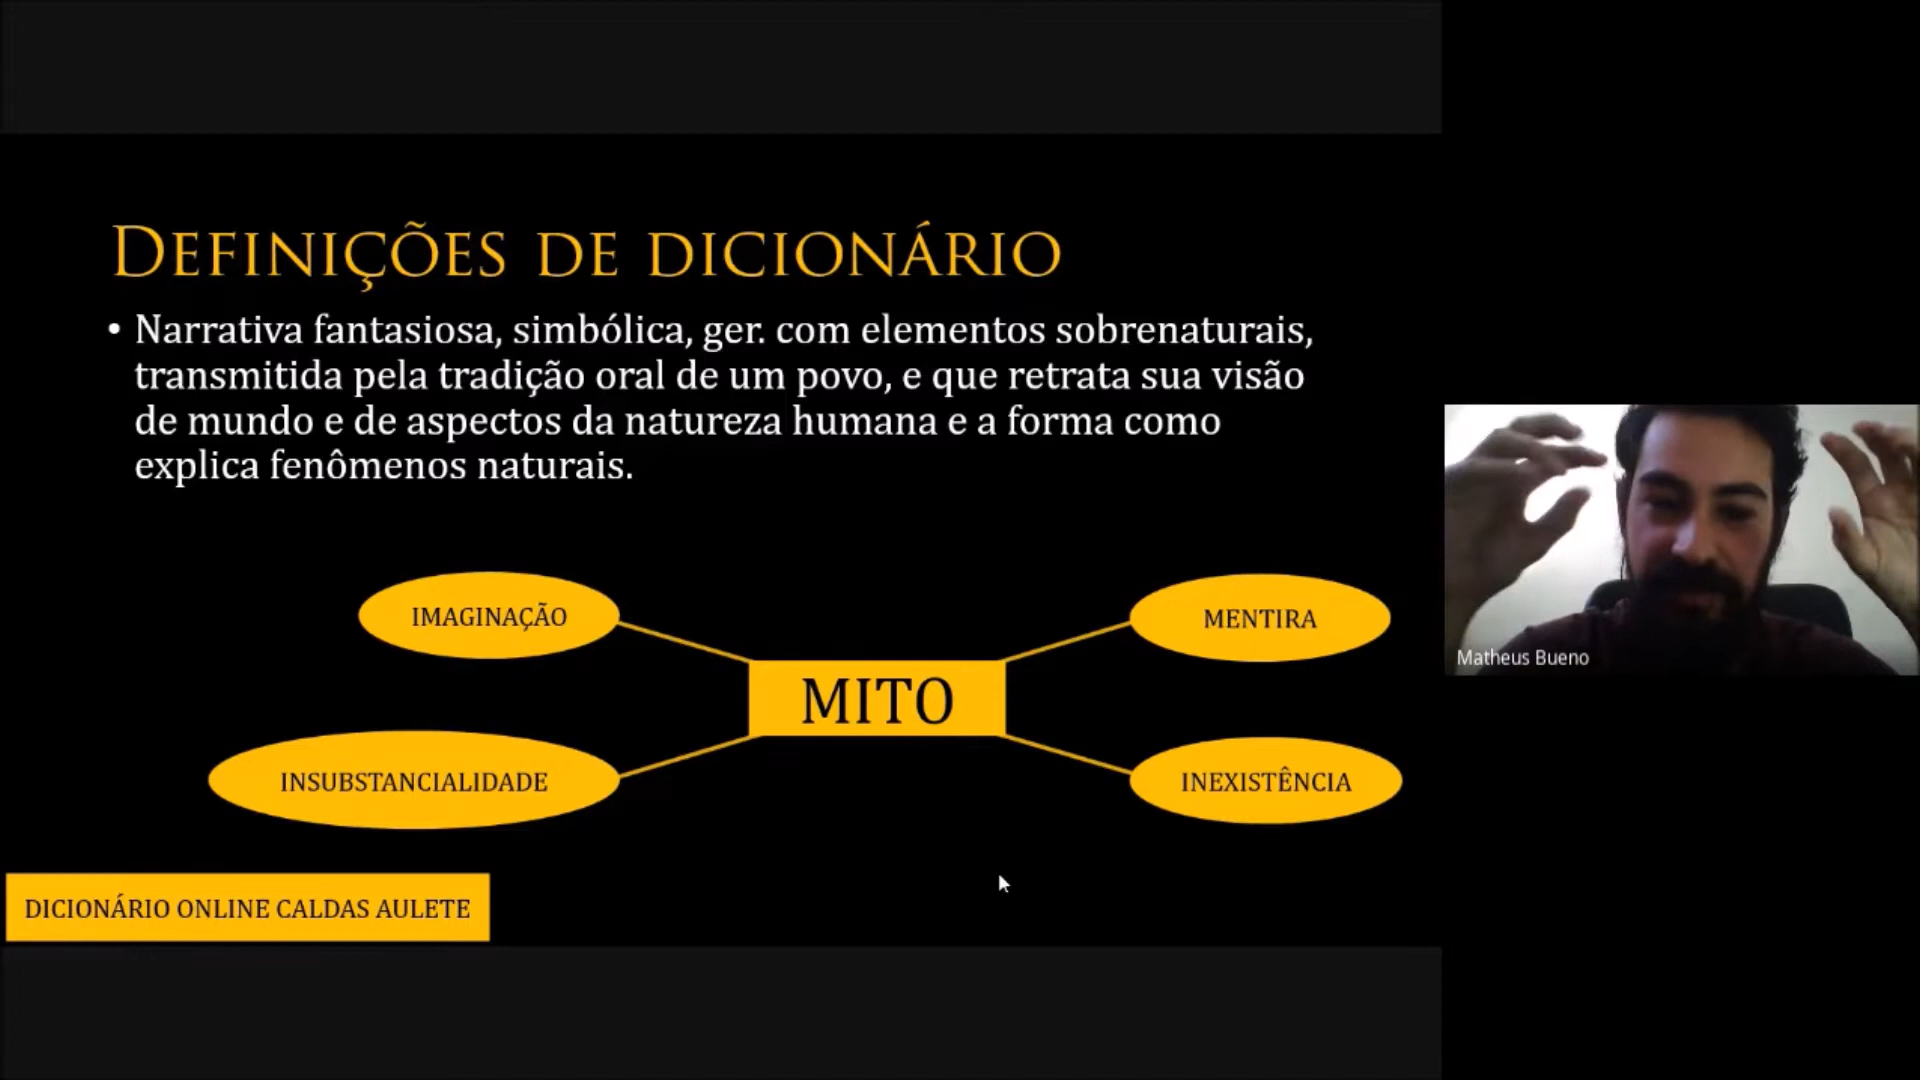 DEFINIÇÕES DE DICIONÁRIO
• Narrativa fantasiosa, simbólica, ger. com elementos sobrenaturais,
transmitida pela tradição oral de um povo, e que retrata sua visão
de mundo e de aspectos da natureza humana e a forma como
explica fenômenos naturais.
IMAGINAÇÃO
MENTIRA
MITO
INSUBSTANCIALIDADE
INEXISTÊNCIA
DICIONÁRIO ONLINE CALDAS AULETE
Matheus Bueno